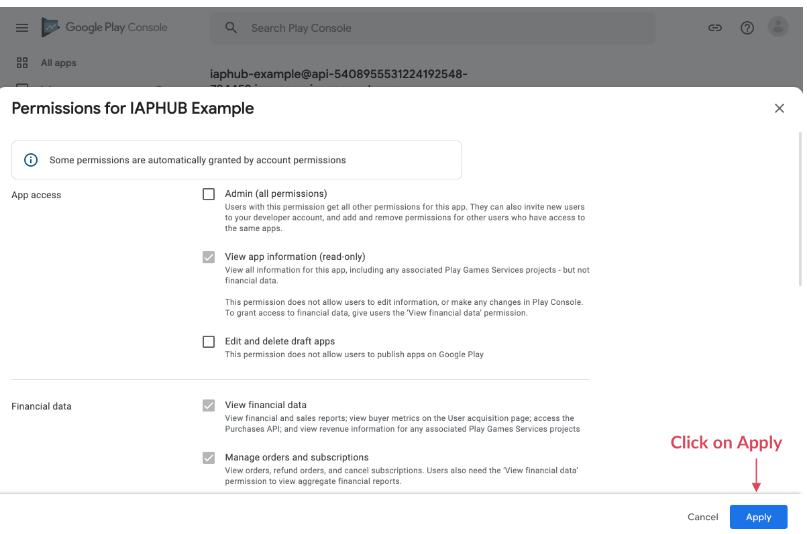 Google Play Console
Search Play Console
All apps
iaphub-example@api-5408955531224192548-
Permissions for IAPHUB Example
Some permissions are automatically granted by account permissions
App access
Admin (all permissions)
Users with this permission get all other permissions for this app. They can also invite new users
to your developer account, and add and remove permissions for other users who have access to
the same apps.
View app information (read-only)
View all information for this app, including any associated Play Games Services projects - but not
financial data.
This permission does not allow users to edit information, or make any changes in Play Console.
To grant access to financial data, give users the 'View financial data' permission.
Edit and delete draft apps
This permission does not allow users to publish apps on Google Play
Financial data
View financial data
View financial and sales reports; view buyer metrics on the User acquisition page; access the
Purchases API; and view revenue information for any associated Play Games Services projects
Manage orders and subscriptions
View orders, refund orders, and cancel subscriptions. Users also need the 'View financial data'
permission to view aggregate financial reports.
Click on Apply
Cancel
Apply